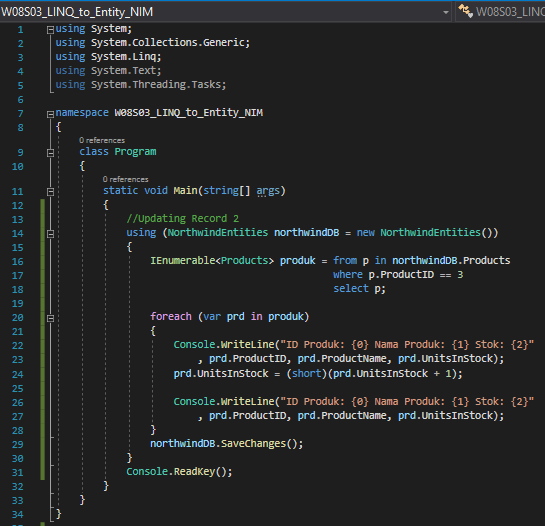 W08S03_LINQ_to_Entity_NIM W08S03_LINQ
1 using System;
2 using System.Collections.Generic;
3 using System.Linq;
4 using System.Text;
5 using System.Threading.Tasks;
6
7 namespace W08S03_LINQ_to_Entity_NIM
8 {
0 references
9 class Program
10 {
0 references
11 static void Main(string[] args)
12 {
13 //Updating Record 2
14 using (NorthwindEntities northwindDB = new NorthwindEntities())
15 {
16 IEnumerable<Products> produk = from p in northwindDB.Products
17 where p.ProductID == 3
18 select p;
19
20 foreach (var prd in produk)
21 {
22 Console.WriteLine("ID Produk: {0} Nama Produk: {1} Stok: {2}"
23 , prd.ProductID, prd.ProductName, prd.UnitsInStock);
24 prd.UnitsInStock = (short)(prd.UnitsInStock + 1);
25
26 Console.WriteLine("ID Produk: {0} Nama Produk: {1} Stok: {2}"
27 , prd.ProductID, prd.ProductName, prd.UnitsInStock);
28 }
29 northwindDB.SaveChanges();
30 }
31 Console.ReadKey();
32 }
33 }
34 }